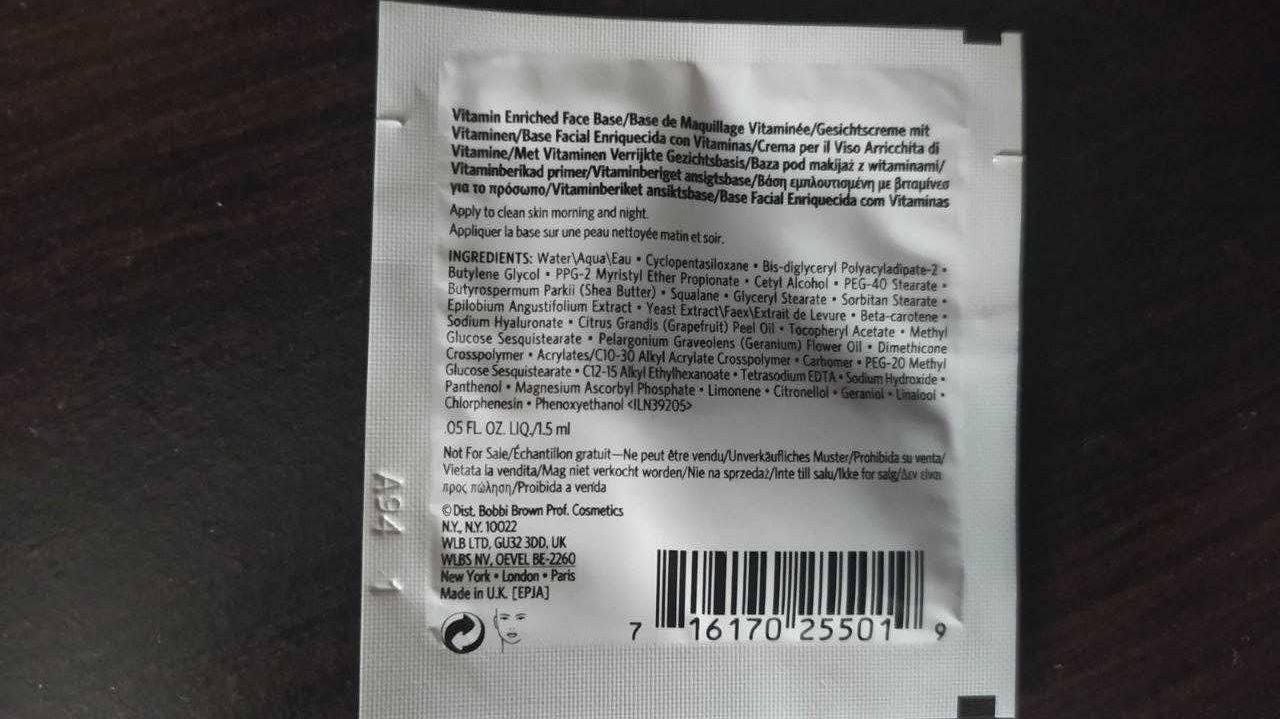 Vitamin Enriched Face Base/Base de Maquillage Vitaminée/Gesichtscreme mit
Vitaminen/Base Facial Enriquecida con Vitaminas/Crema per il Viso Arricchita di
Vitamine/Met Vitaminen Verrijkte Gezichtsbasis/Baza pod makijaż z witaminami/
Vitaminberikad primer/Vitaminberiget ansigtsbase/Βάση εμπλουτισμένη με βιταμίνες
για το πρόσωπο/Vitaminberiket ansiktsbase/Base Facial Enriquecida com Vitaminas
Apply to clean skin morning and night.
Appliquer la base sur une peau nettoyée matin et soir.
INGREDIENTS: Water\Aqua\Eau • Cyclopentasiloxane • Bis-diglyceryl Polyacyladipate-2 •
Butylene Glycol • PPG-2 Myristyl Ether Propionate • Cetyl Alcohol • PEG-40 Stearate •
Butyrospermum Parkii (Shea Butter) • Squalane • Glyceryl Stearate • Sorbitan Stearate •
Epilobium Angustifolium Extract • Yeast Extract\Faex\Extrait de Levure • Beta-carotene •
Sodium Hyaluronate • Citrus Grandis (Grapefruit) Peel Oil • Tocopheryl Acetate • Methyl
Glucose Sesquistearate • Pelargonium Graveolens (Geranium) Flower Oil • Dimethicone
Crosspolymer • Acrylates/C10-30 Alkyl Acrylate Crosspolymer • Carbomer • PEG-20 Methyl
Glucose Sesquistearate • C12-15 Alkyl Ethylhexanoate • Tetrasodium EDTA • Sodium Hydroxide •
Panthenol • Magnesium Ascorbyl Phosphate • Limonene • Citronellol • Geraniol • Linalool •
Chlorphenesin • Phenoxyethanol <ILN39205>
.05 FL. OZ. LIQ./1.5 ml
Not For Sale/Échantillon gratuit—Ne peut être vendu/Unverkäufliches Muster/Prohibida su venta/
Vietata la vendita/Mag niet verkocht worden/Nie na sprzedaż/Inte till salu/Ikke for salg/Δεν είναι
προς πώληση/Proibida a venda
©Dist. Bobbi Brown Prof. Cosmetics
N.Y., N.Y. 10022
WLB LTD, GU32 3DD, UK
WLBS NV, OEVEL BE-2260
New York • London • Paris
Made in U.K. [EPJA]
7 16170 25501 9
A94 1